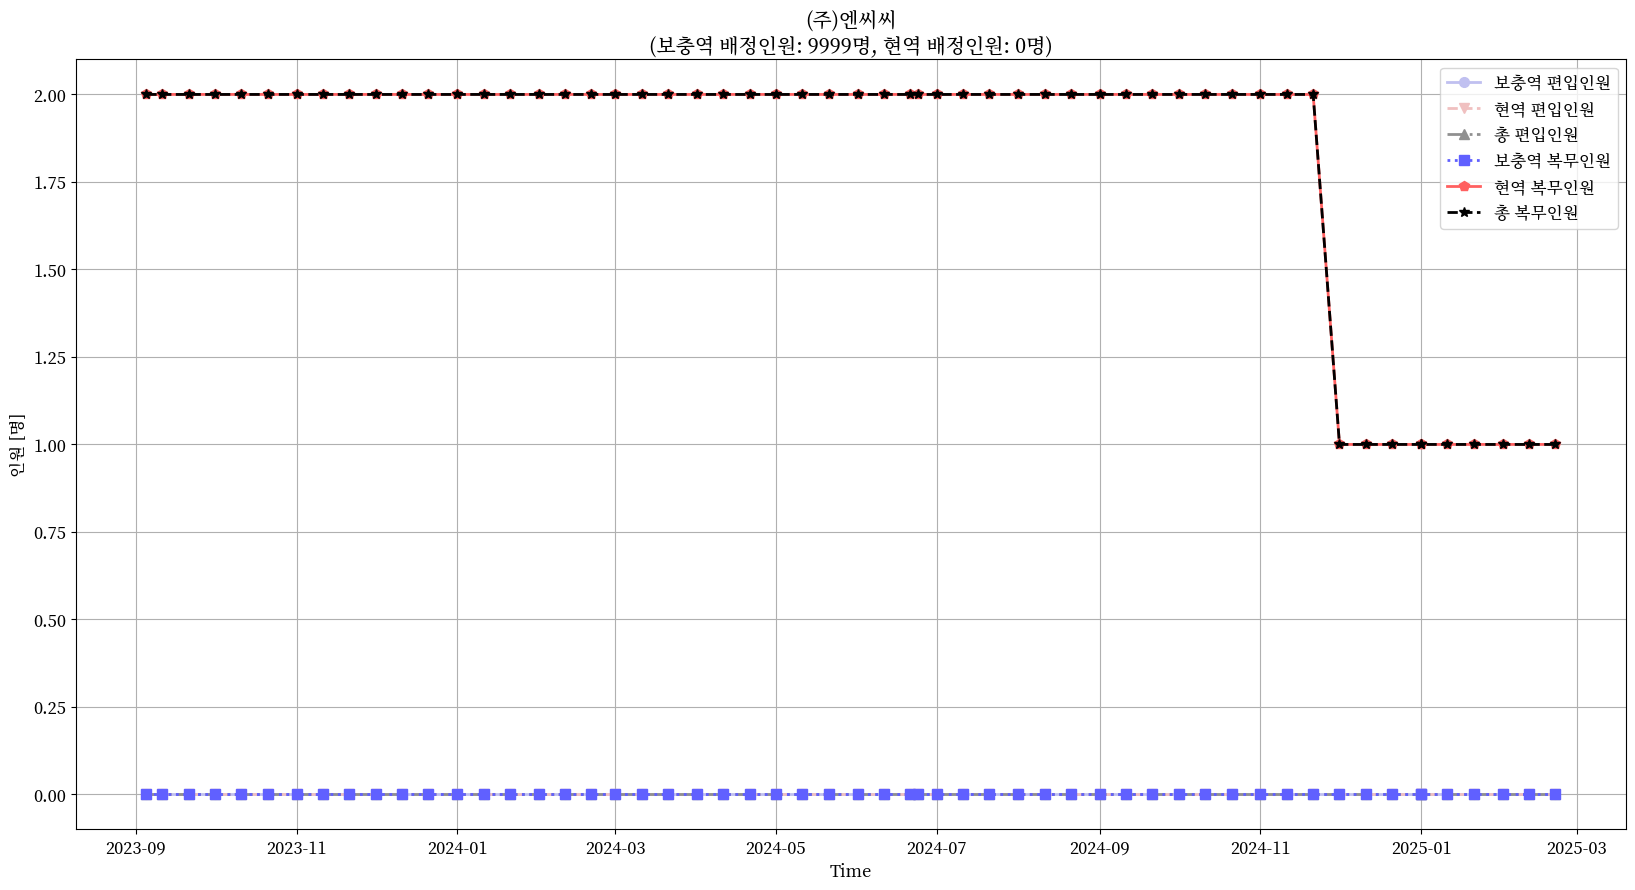 (주)엔씨씨
(보충역 배정인원: 9999명, 현역 배정인원: 0명)
보충역 편입인원
현역 편입인원
총 편입인원
보충역 복무인원
현역 복무인원
총 복무인원
인원 [명]
2.00
1.75
1.50
1.25
1.00
0.75
0.50
0.25
0.00
2023-09
2023-11
2024-01
2024-03
2024-05
2024-07
2024-09
2024-11
2025-01
2025-03
Time